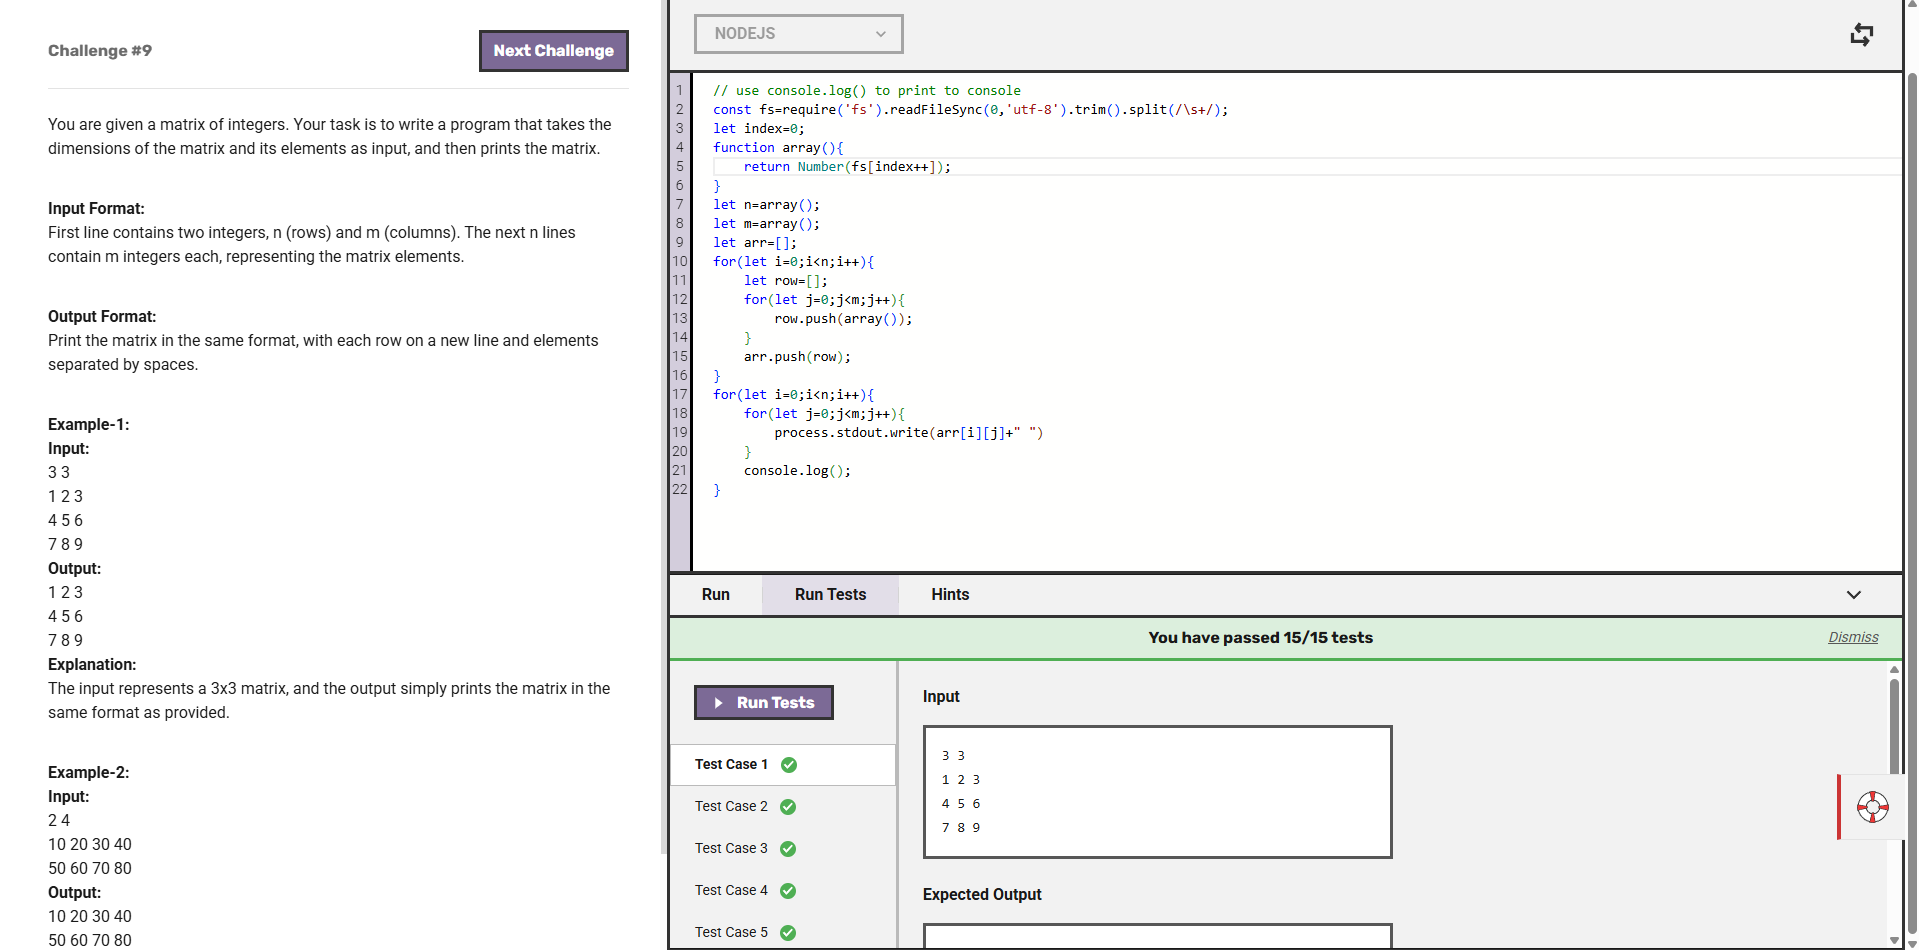 Challenge #9
Next Challenge
You are given a matrix of integers. Your task is to write a program that takes the
dimensions of the matrix and its elements as input, and then prints the matrix.
Input Format:
First line contains two integers, n (rows) and m (columns). The next n lines
contain m integers each, representing the matrix elements.
Output Format:
Print the matrix in the same format, with each row on a new line and elements
separated by spaces.
Example-1:
Input:
3 3
1 2 3
4 5 6
7 8 9
Output:
1 2 3
4 5 6
7 8 9
Explanation:
The input represents a 3x3 matrix, and the output simply prints the matrix in the
same format as provided.
Example-2:
Input:
2 4
10 20 30 40
50 60 70 80
Output:
10 20 30 40
50 60 70 80
NODEJS
1 // use console.log() to print to console
2 const fs=require('fs').readFileSync(0,'utf-8').trim().split(/\s+/);
3 let index=0;
4 function array(){
5     return Number(fs[index++]);
6 }
7 let n=array();
8 let m=array();
9 let arr=[];
10 for(let i=0;i<n;i++){
11     let row=[];
12     for(let j=0;j<m;j++){
13         row.push(array());
14     }
15     arr.push(row);
16 }
17 for(let i=0;i<n;i++){
18     for(let j=0;j<m;j++){
19         process.stdout.write(arr[i][j]+" ")
20     }
21     console.log();
22 }
Run
Run Tests
Hints
You have passed 15/15 tests
Dismiss
Run Tests
Test Case 1
Test Case 2
Test Case 3
Test Case 4
Test Case 5
Input
3 3
1 2 3
4 5 6
7 8 9
Expected Output